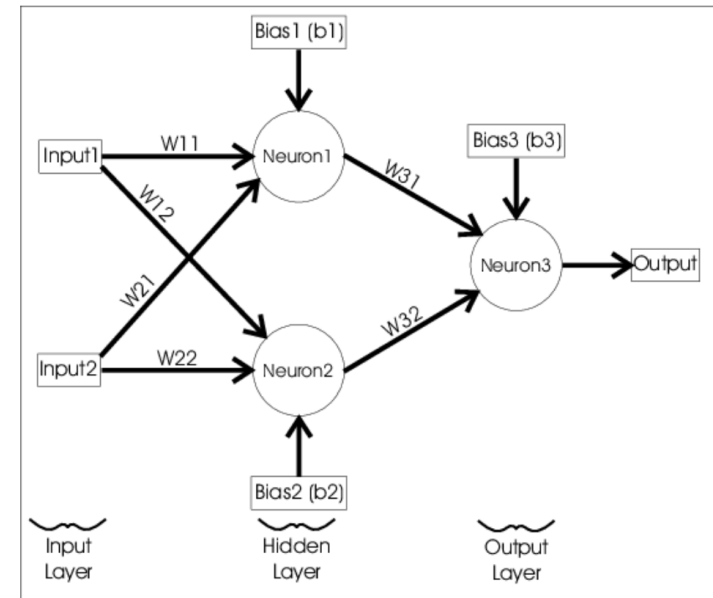 Bias1 (b1)
Bias3 (b3)
Input1
W11
Neuron1
W31
W12
Neuron3
Output
W21
W32
Input2
W22
Neuron2
Bias2 (b2)
Input
Layer
Hidden
Layer
Output
Layer